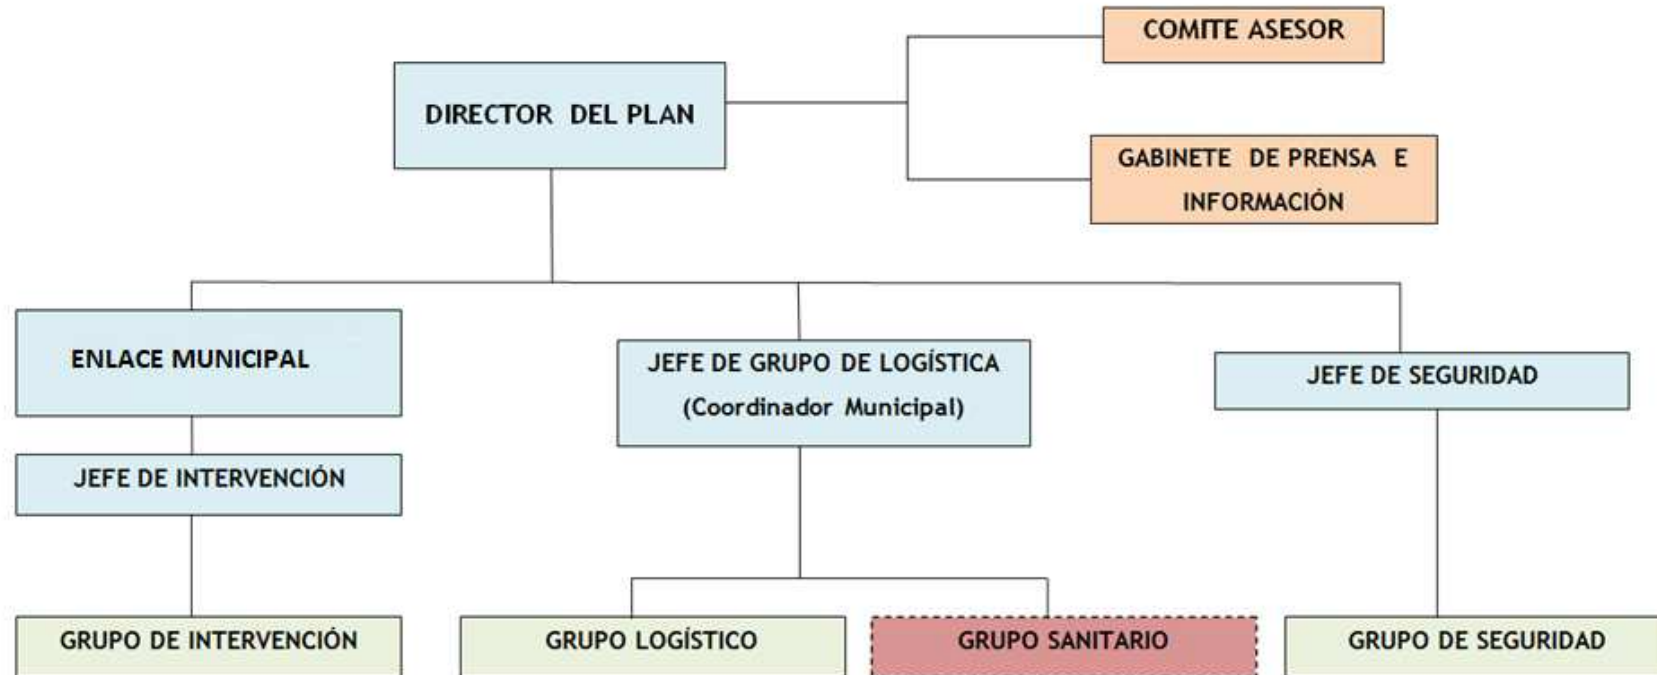 COMITE ASESOR
DIRECTOR DEL PLAN
GABINETE DE PRENSA E
INFORMACIÓN
ENLACE MUNICIPAL
JEFE DE GRUPO DE LOGÍSTICA
(Coordinador Municipal)
JEFE DE SEGURIDAD
JEFE DE INTERVENCIÓN
GRUPO DE INTERVENCIÓN
GRUPO LOGÍSTICO
GRUPO SANITARIO
GRUPO DE SEGURIDAD